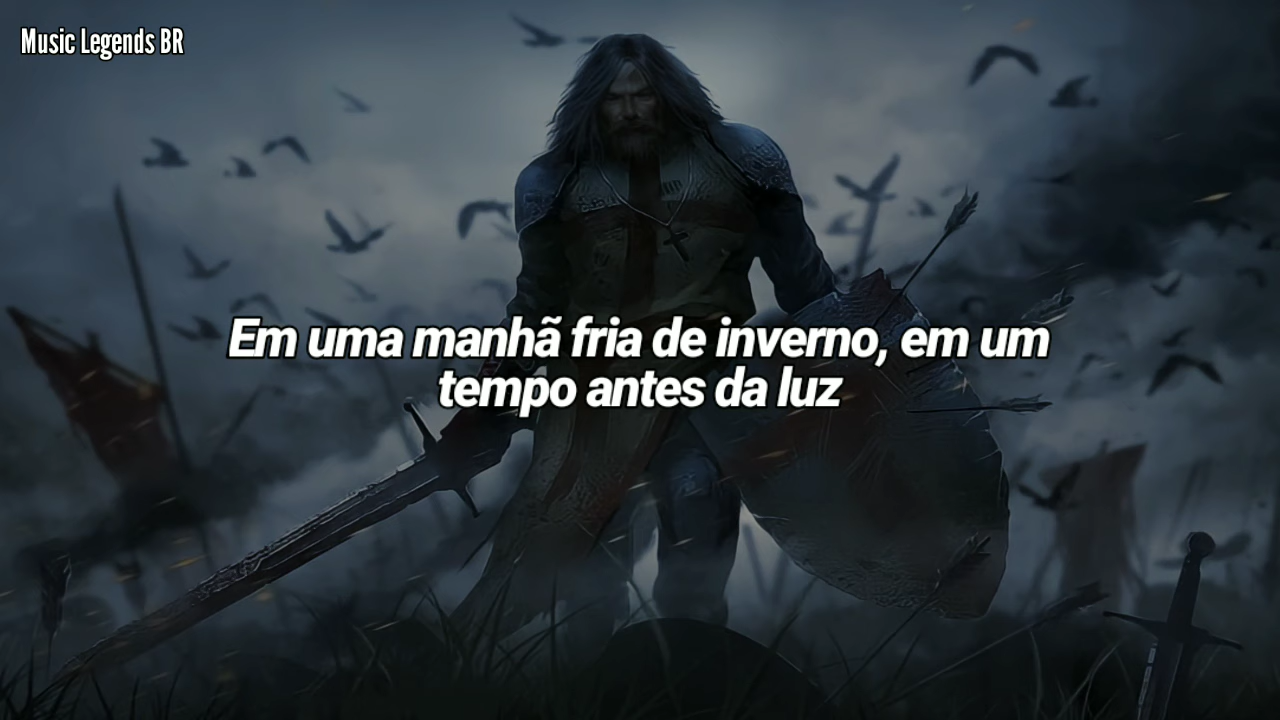 Music Legends BR
Em uma manhã fria de inverno, em um
tempo antes da luz